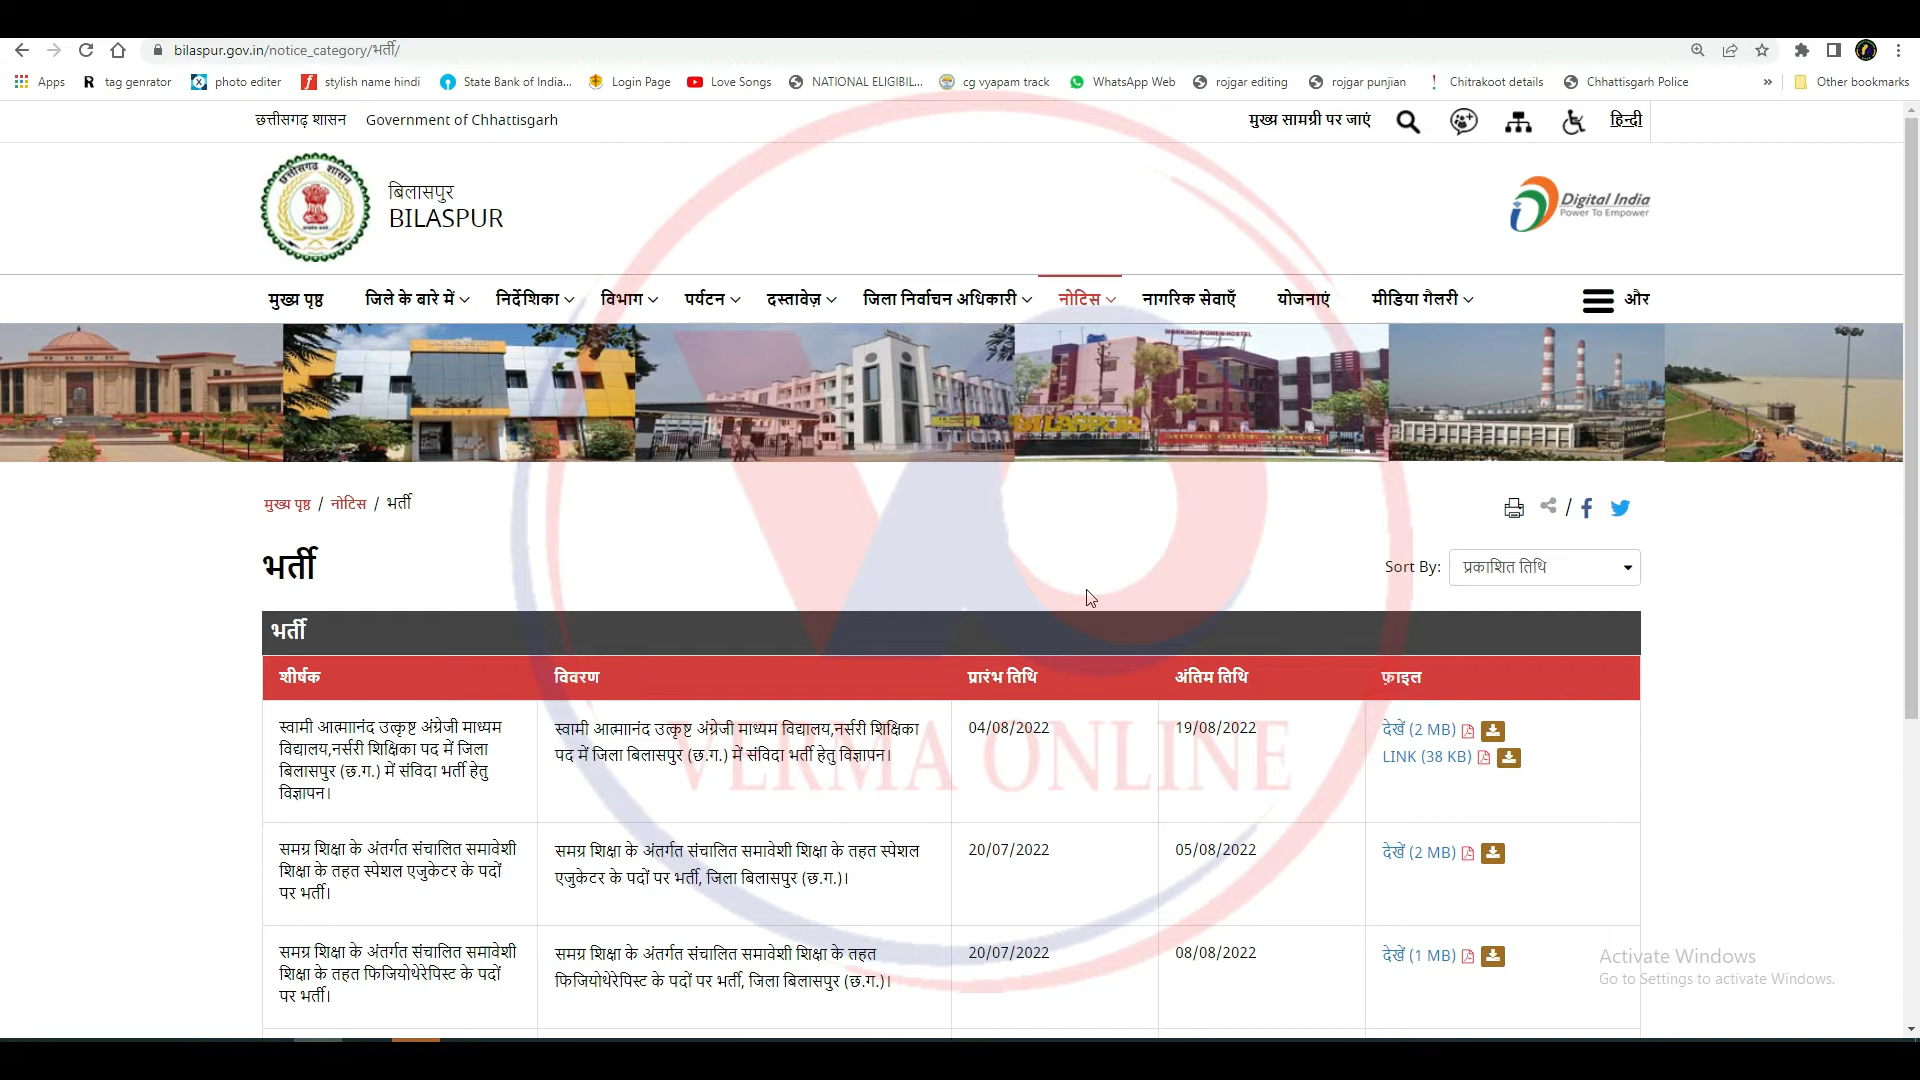 bilaspur.gov.in/notice_category/भर्ती/
Apps tag genrator photo editer stylish name hindi State Bank of India... Login Page Love Songs NATIONAL ELIGIBIL... cg vyapam track WhatsApp Web rojgar editing rojgar punjian Chitrakoot details Chhattisgarh Police » Other bookmarks
छत्तीसगढ़ शासन Government of Chhattisgarh मुख्य सामग्री पर जाएं हिन्दी
बिलासपुर
BILASPUR
Digital India
Power To Empower
मुख्य पृष्ठ जिले के बारे में निर्देशिका विभाग पर्यटन दस्तावेज़ जिला निर्वाचन अधिकारी नोटिस नागरिक सेवाएँ योजनाएं मीडिया गैलरी और
WORKING WOMEN HOSTEL
BILASPUR
मुख्य पृष्ठ / नोटिस / भर्ती
भर्ती
Sort By: प्रकाशित तिथि
भर्ती
शीर्षक विवरण प्रारंभ तिथि अंतिम तिथि फ़ाइल
स्वामी आत्माानंद उत्कृष्ट अंग्रेजी माध्यम
विद्यालय,नर्सरी शिक्षिका पद में जिला
बिलासपुर (छ.ग.) में संविदा भर्ती हेतु
विज्ञापन।
स्वामी आत्माानंद उत्कृष्ट अंग्रेजी माध्यम विद्यालय,नर्सरी शिक्षिका
पद में जिला बिलासपुर (छ.ग.) में संविदा भर्ती हेतु विज्ञापन।
04/08/2022
19/08/2022
देखें (2 MB)
LINK (38 KB)
VERMA ONLINE
समग्र शिक्षा के अंतर्गत संचालित समावेशी
शिक्षा के तहत स्पेशल एजुकेटर के पदों
पर भर्ती।
समग्र शिक्षा के अंतर्गत संचालित समावेशी शिक्षा के तहत स्पेशल
एजुकेटर के पदों पर भर्ती, जिला बिलासपुर (छ.ग.)।
20/07/2022
05/08/2022
देखें (2 MB)
समग्र शिक्षा के अंतर्गत संचालित समावेशी
शिक्षा के तहत फिजियोथेरेपिस्ट के पदों
पर भर्ती।
समग्र शिक्षा के अंतर्गत संचालित समावेशी शिक्षा के तहत
फिजियोथेरेपिस्ट के पदों पर भर्ती, जिला बिलासपुर (छ.ग.)।
20/07/2022
08/08/2022
देखें (1 MB)
Activate Windows
Go to Settings to activate Windows.